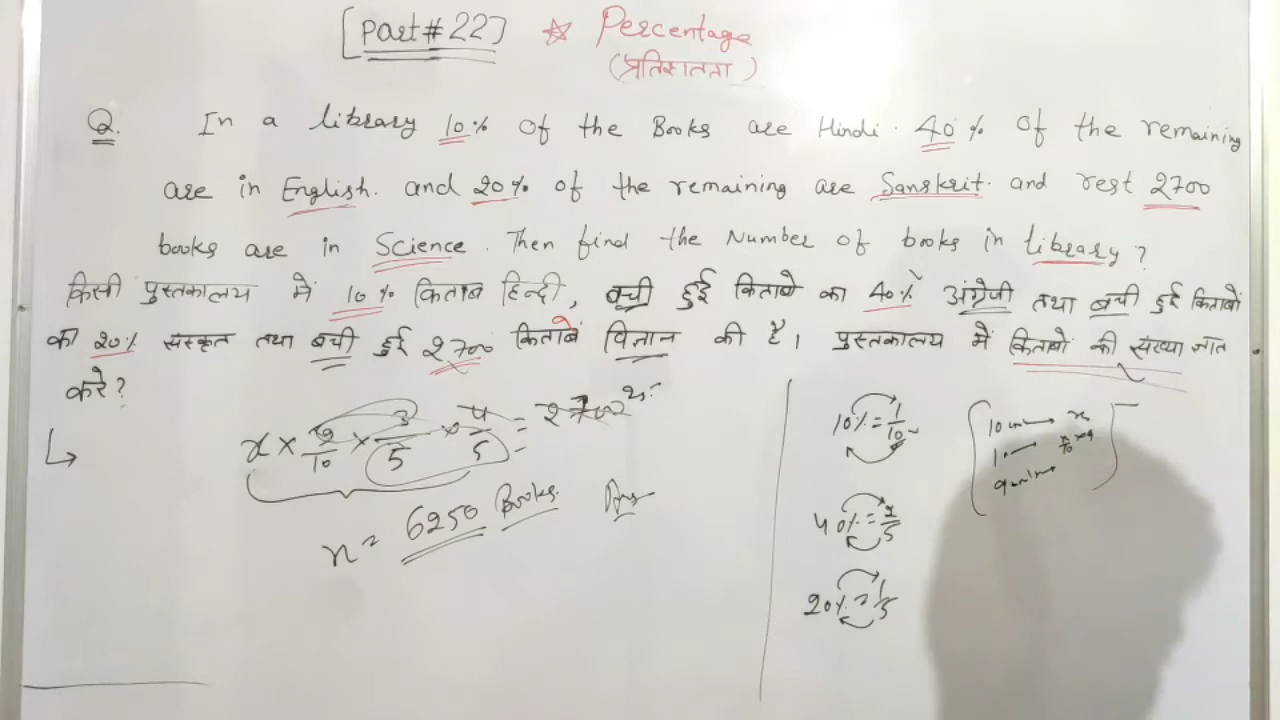 [Part# 22] ☆ Percentage
(प्रतिशतता)
Q. In a library 10% of the Books are Hindi. 40% of the remaining
are in English. and 20% of the remaining are Sanskrit. and rest 2700
books are in Science. Then find the Number of books in library?
किसी पुस्तकालय में 10% किताब हिन्दी, बची हुई किताबो का 40% अंग्रेजी तथा बची हुई किताबों
का 20% संस्कृत तथा बची हुई 2700 किताबें विज्ञान की है। पुस्तकालय में किताबों की संख्या ज्ञात
करे?
x × 9/10 × 3/5 × 4/5 = 2700
x = 6250 Books. Ans
10% = 1/10
40% = 2/5
20% = 1/5
10 → x